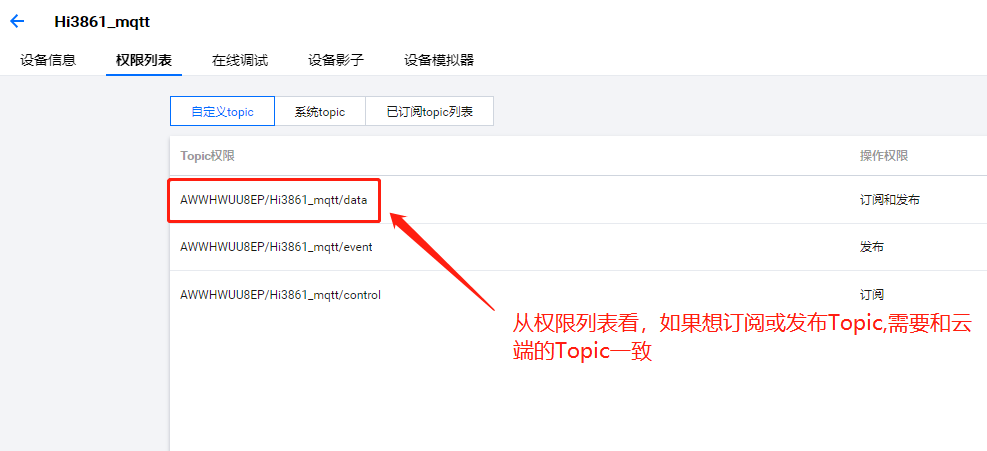 Hi3861_mqtt
设备信息 权限列表 在线调试 设备影子 设备模拟器
自定义topic 系统topic 已订阅topic列表
Topic权限 操作权限
AWWHWUU8EP/Hi3861_mqtt/data 订阅和发布
AWWHWUU8EP/Hi3861_mqtt/event 发布
AWWHWUU8EP/Hi3861_mqtt/control 订阅
从权限列表看，如果想订阅或发布Topic,需要和云
端的Topic一致